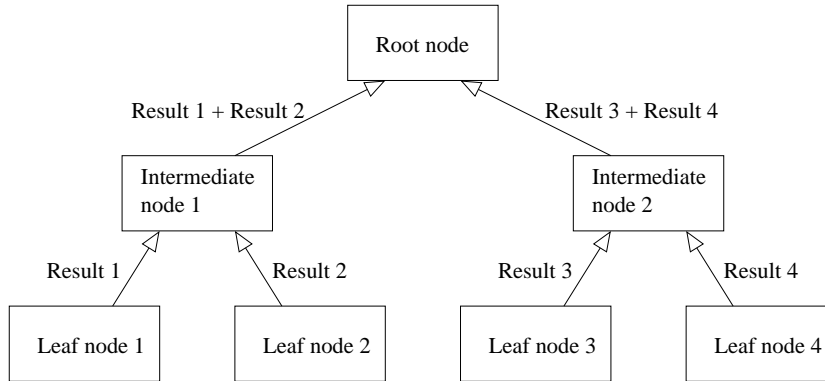 Root node
Result 1 + Result 2
Result 3 + Result 4
Intermediate
node 1
Intermediate
node 2
Result 1
Result 2
Result 3
Result 4
Leaf node 1
Leaf node 2
Leaf node 3
Leaf node 4